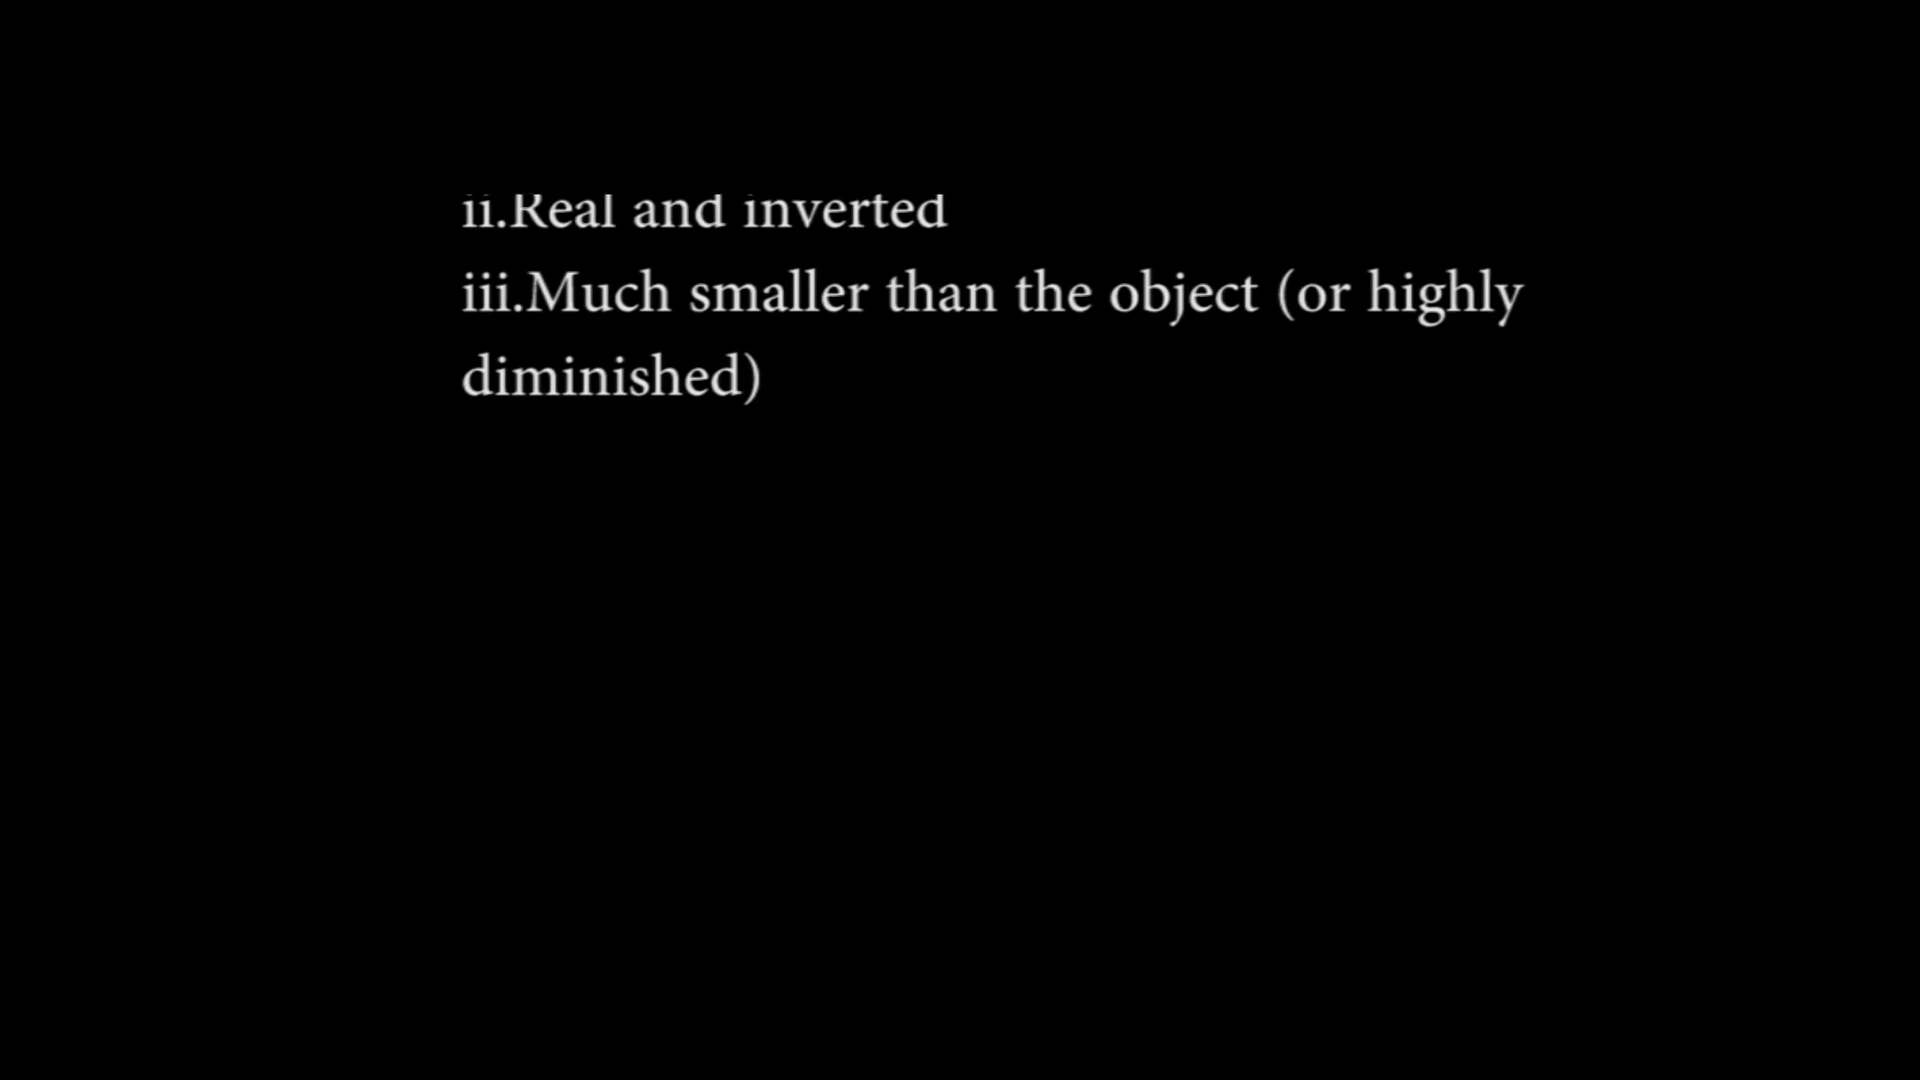 ii.Real and inverted
iii.Much smaller than the object (or highly
diminished)